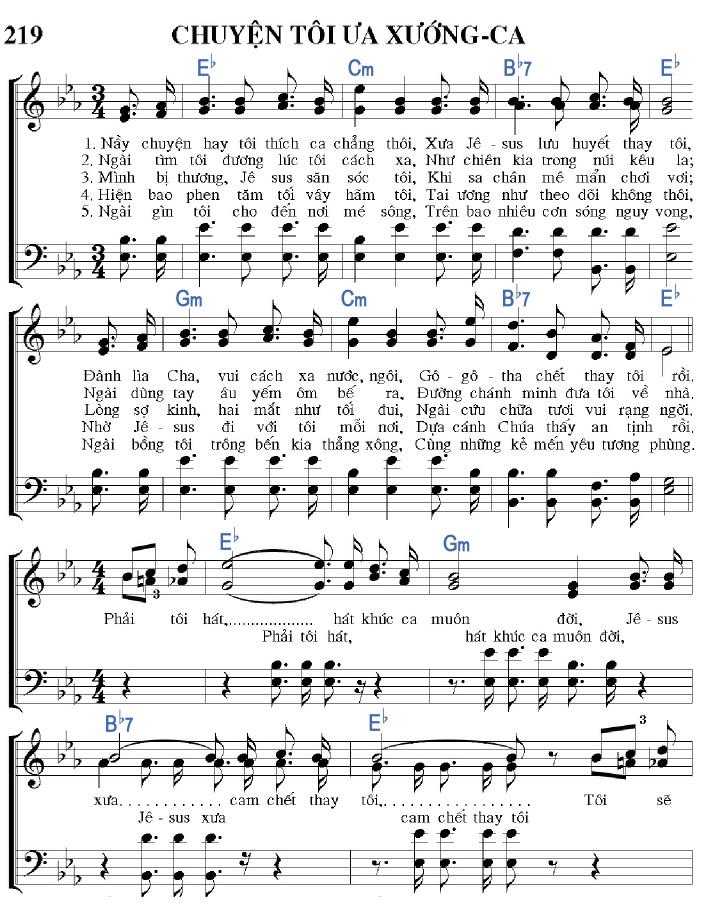 219 CHUYỆN TÔI ƯA XƯỚNG-CA
E♭ Cm B♭7 E♭
3 4
1. Nầy chuyện hay tôi thích ca chẳng thôi, Xưa Jê - sus lưu huyết thay tôi,
2. Ngài tìm tôi đương lúc tôi cách xa, Như chiên kia trong núi kêu la;
3. Mình bị thương, Jê sus săn sóc tôi, Khi sa chân mê mẩn chơi vơi;
4. Hiện bao phen tăm tối vây hãm tôi, Tai ương như theo dõi không thôi,
5. Ngài gìn tôi cho đến nơi mé sông, Trên bao nhiêu cơn sóng nguy vong,
3 4
Gm Cm B♭7 E♭
Đành lìa Cha, vui cách xa nước, ngôi, Gô - gô - tha chết thay tôi rồi.
Ngài dùng tay âu yếm ôm bế ra, Đường chánh minh đưa tôi về nhà.
Lòng sợ kinh, hai mắt như tối đui, Ngài cứu chữa tươi vui rạng ngời.
Nhờ Jê - sus đi với tôi mỗi nơi, Dựa cánh Chúa thấy an tịnh rồi.
Ngài bồng tôi trông bến kia thẳng xông, Cùng những kẻ mến yêu tương phùng.
E♭ Gm
4 4 3
Phải tôi hát,.................... hát khúc ca muôn đời, Jê - sus
Phải tôi hát, hát khúc ca muôn đời,
4 4
B♭7 E♭ 3
xưa............. cam chết thay tôi,.................. Tôi sẽ
Jê - sus xưa cam chết thay tôi